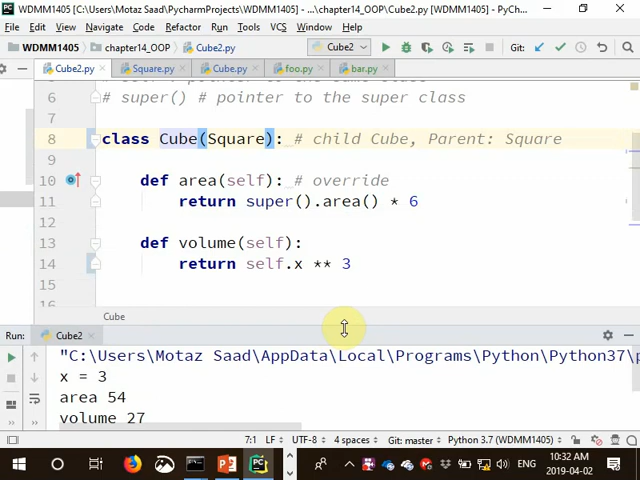 C:\Users\Motaz Saad\PycharmProjects\WDMM1405] - ...\chapter14_OOP\Cube2.py [WDMM1405] - PyCh...
File Edit View Navigate Code Refactor Run Tools VCS Window Help
WDMM1405 chapter14_OOP Cube2.py Cube2 Git:
Cube2.py Square.py Cube.py foo.py bar.py
6 # super() # pointer to the super class
7
8 class Cube(Square): # child Cube, Parent: Square
9
10 def area(self): # override
11 return super().area() * 6
12
13 def volume(self):
14 return self.x ** 3
15
16
Cube
Run: Cube2
"C:\Users\Motaz Saad\AppData\Local\Programs\Python\Python37\p
x = 3
area 54
volume 27
7:1 LF UTF-8 4 spaces Git: master Python 3.7 (WDMM1405)
ENG 10:32 AM
2019-04-02